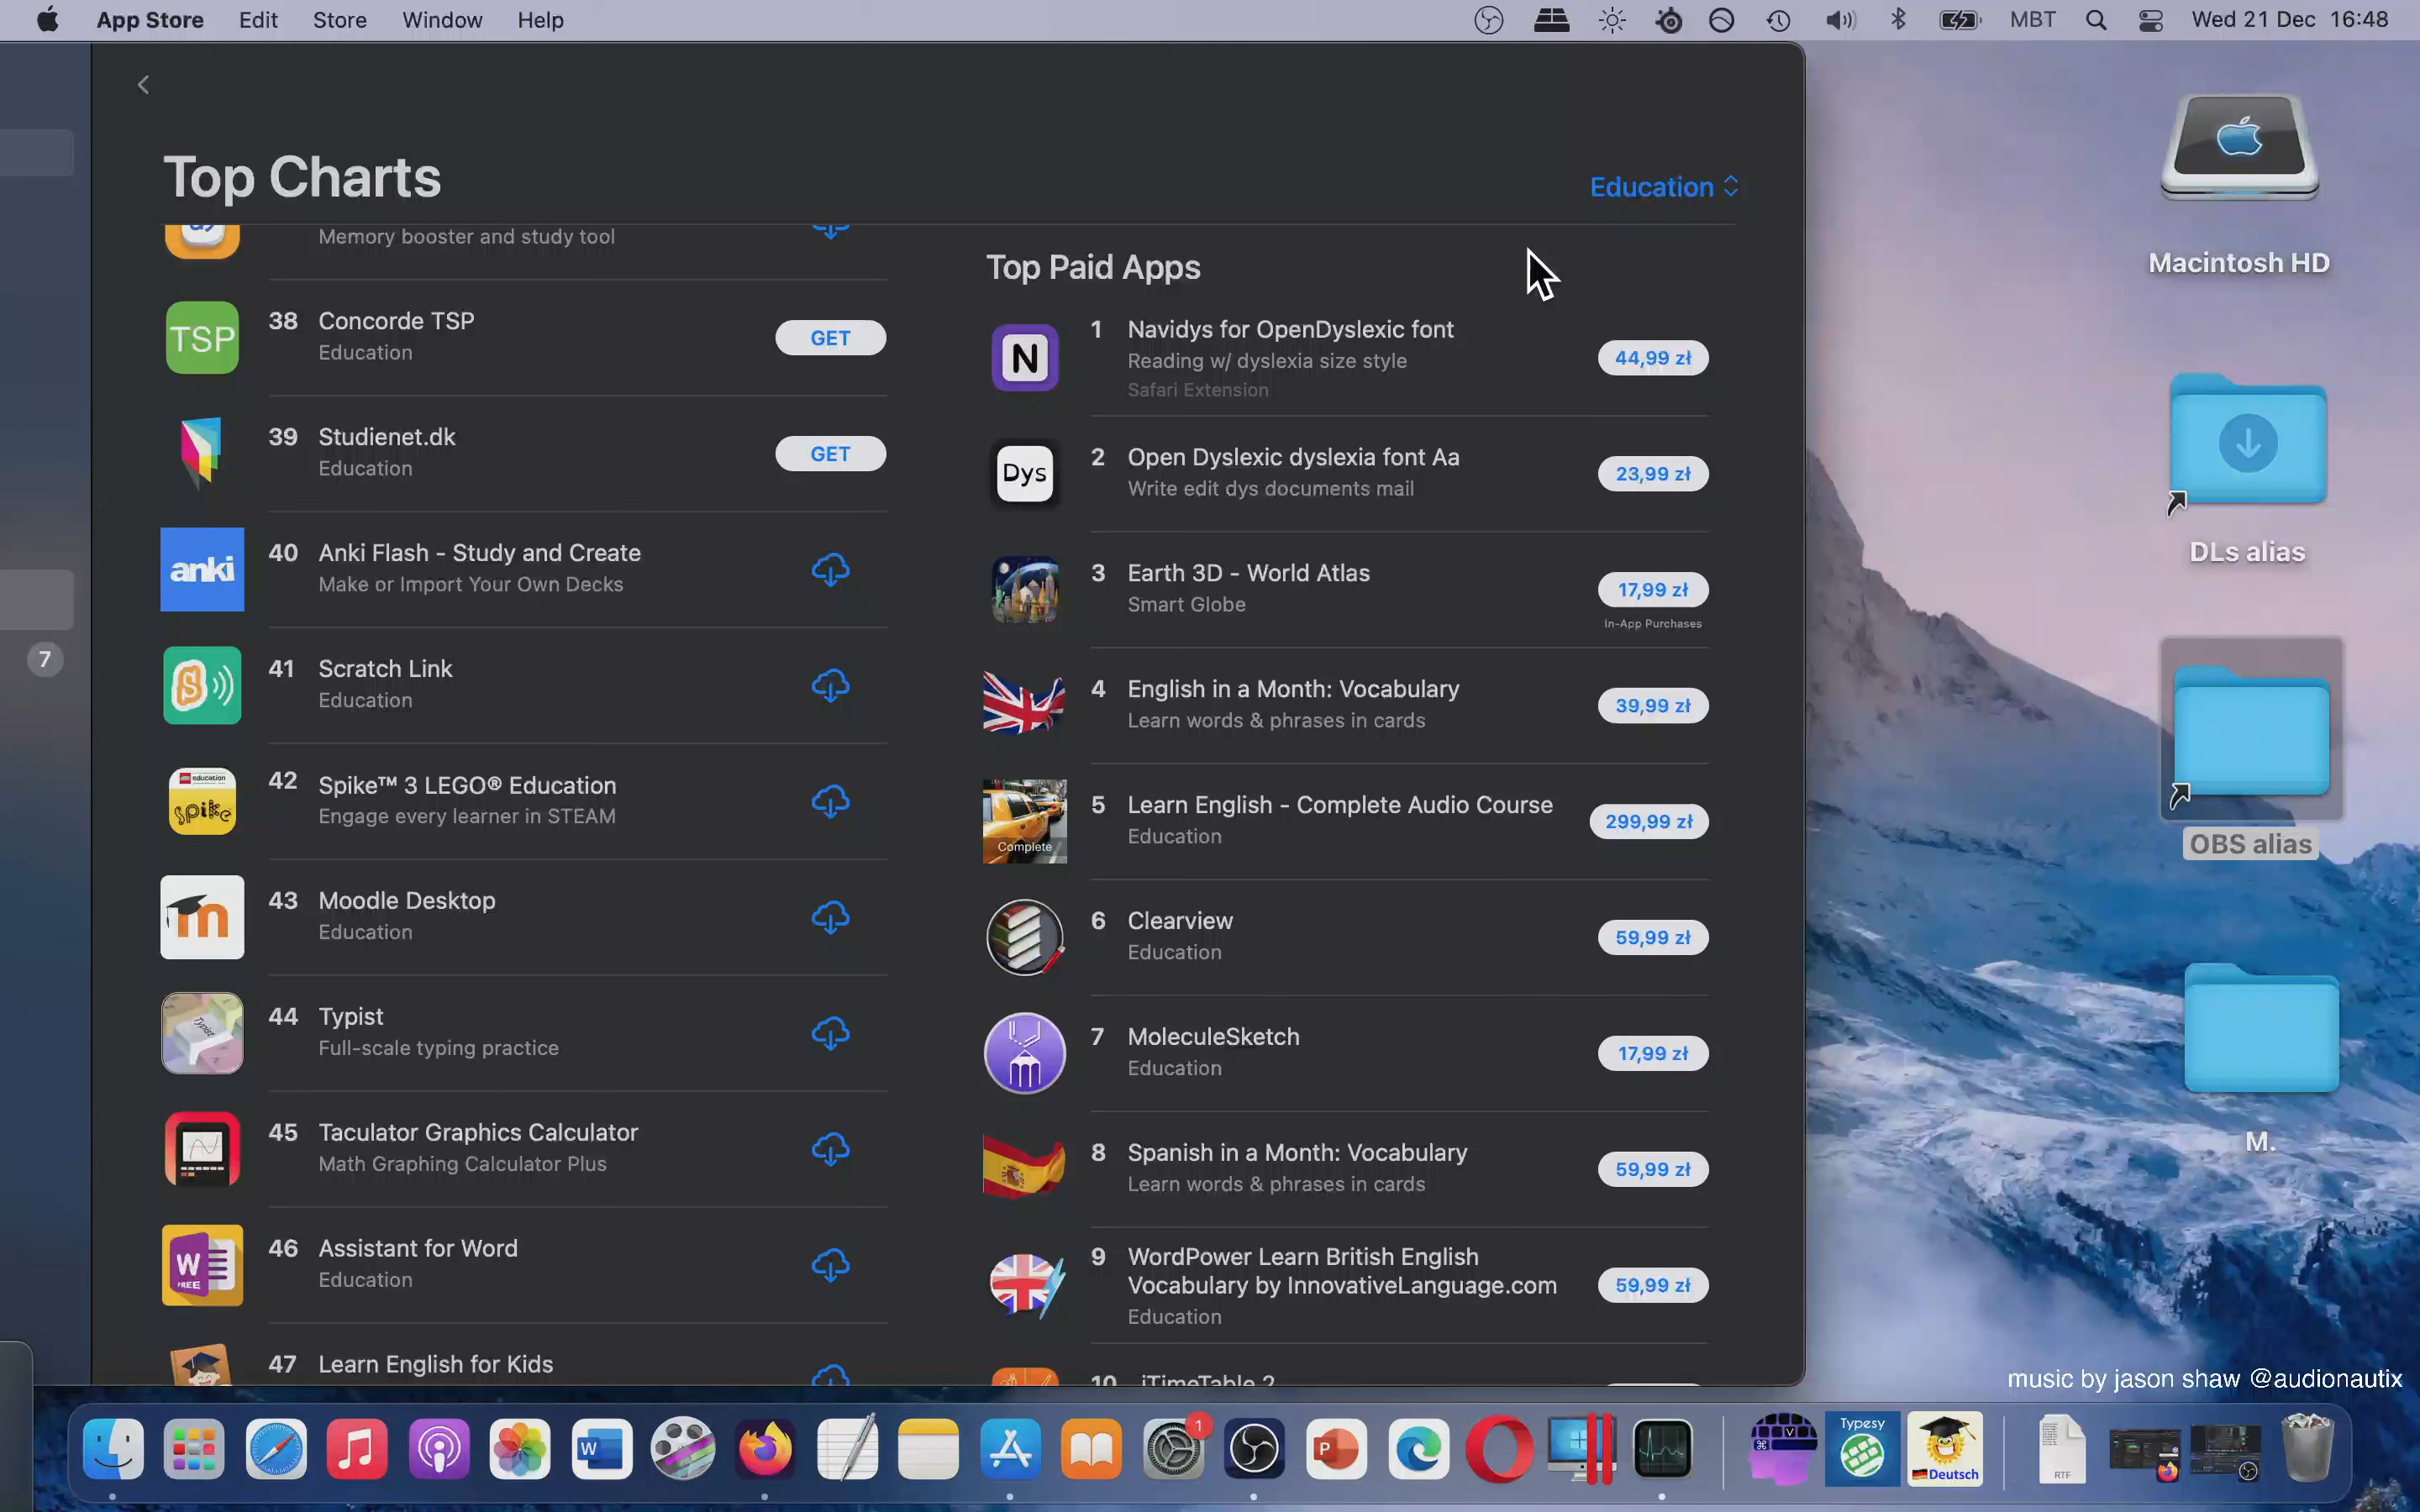 App Store Edit Store Window Help
MBT Wed 21 Dec 16:48
Top Charts
Education
Memory booster and study tool
TSP
38 Concorde TSP
Education
GET
39 Studienet.dk
Education
GET
anki
40 Anki Flash - Study and Create
Make or Import Your Own Decks
41 Scratch Link
Education
education
spike
42 Spike™ 3 LEGO® Education
Engage every learner in STEAM
m
43 Moodle Desktop
Education
Typist
44 Typist
Full-scale typing practice
45 Taculator Graphics Calculator
Math Graphing Calculator Plus
W
FREE
46 Assistant for Word
Education
47 Learn English for Kids
7
Top Paid Apps
N
1 Navidys for OpenDyslexic font
Reading w/ dyslexia size style
Safari Extension
44,99 zł
Dys
2 Open Dyslexic dyslexia font Aa
Write edit dys documents mail
23,99 zł
3 Earth 3D - World Atlas
Smart Globe
17,99 zł
In-App Purchases
4 English in a Month: Vocabulary
Learn words & phrases in cards
39,99 zł
Complete
5 Learn English - Complete Audio Course
Education
299,99 zł
6 Clearview
Education
59,99 zł
7 MoleculeSketch
Education
17,99 zł
8 Spanish in a Month: Vocabulary
Learn words & phrases in cards
59,99 zł
9 WordPower Learn British English
Vocabulary by InnovativeLanguage.com
Education
59,99 zł
10 iTimeTable 2
Macintosh HD
DLs alias
OBS alias
M.
music by jason shaw @audionautix
W
1
P
V
⌘
Typesy
Deutsch
RTF